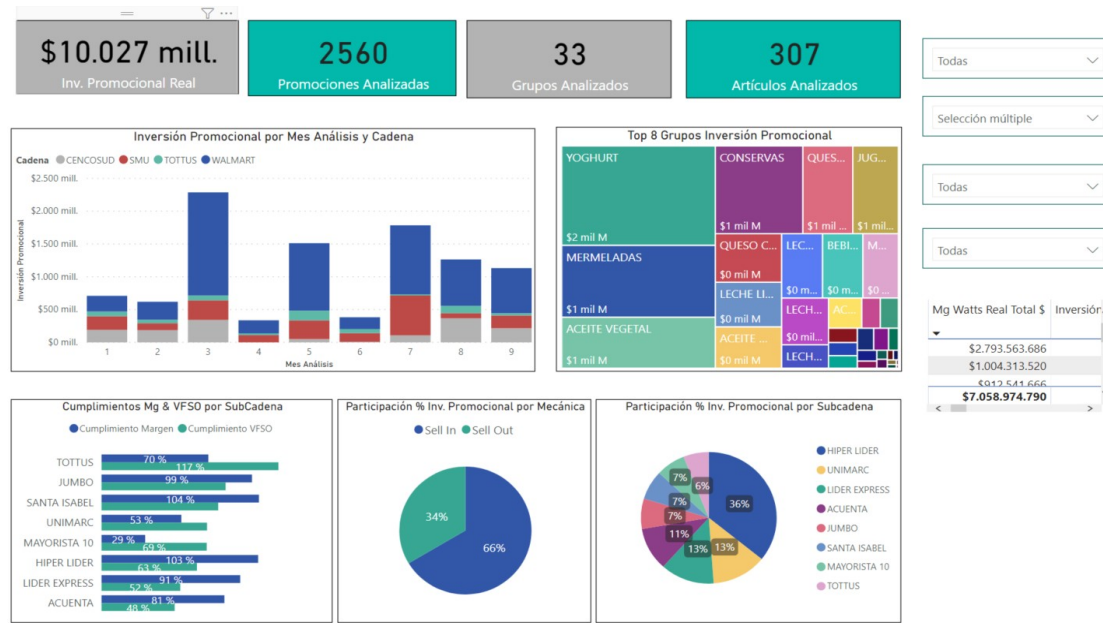 $10.027 mill.
Inv. Promocional Real
2560
Promociones Analizadas
33
Grupos Analizados
307
Artículos Analizados
Todas
Selección múltiple
Todas
Todas
Inversión Promocional por Mes Análisis y Cadena
Cadena CENCOSUD SMU TOTTUS WALMART
Inversión Promocional
$2.500 mill.
$2.000 mill.
$1.500 mill.
$1.000 mill.
$500 mill.
$0 mill.
1 2 3 4 5 6 7 8 9
Mes Análisis
Top 8 Grupos Inversión Promocional
YOGHURT
$2 mil M
MERMELADAS
$1 mil M
ACEITE VEGETAL
$1 mil M
CONSERVAS
$1 mil M
QUES...
$1 mil ...
JUG...
$1 mil...
QUESO C...
$0 mil M
LECHE LI...
$0 mil M
ACEITE ...
$0 mil M
LEC...
$0 m...
BEBI...
$0 m...
M...
$0 ...
LECH...
$0 mil...
AC...
LECH...
Mg Watts Real Total $ Inversión
$2.793.563.686
$1.004.313.520
$912.541.666
$7.058.974.790
Cumplimientos Mg & VFSO por SubCadena
Cumplimiento Margen Cumplimiento VFSO
TOTTUS 70 %
117 %
JUMBO 99 %
SANTA ISABEL 104 %
UNIMARC 53 %
MAYORISTA 10 29 %
69 %
HIPER LIDER 103 %
63 %
LIDER EXPRESS 91 %
52 %
ACUENTA 81 %
48 %
Participación % Inv. Promocional por Mecánica
Sell In Sell Out
34%
66%
Participación % Inv. Promocional por Subcadena
36%
13%
13%
11%
7%
7%
7%
6%
HIPER LIDER
UNIMARC
LIDER EXPRESS
ACUENTA
JUMBO
SANTA ISABEL
MAYORISTA 10
TOTTUS